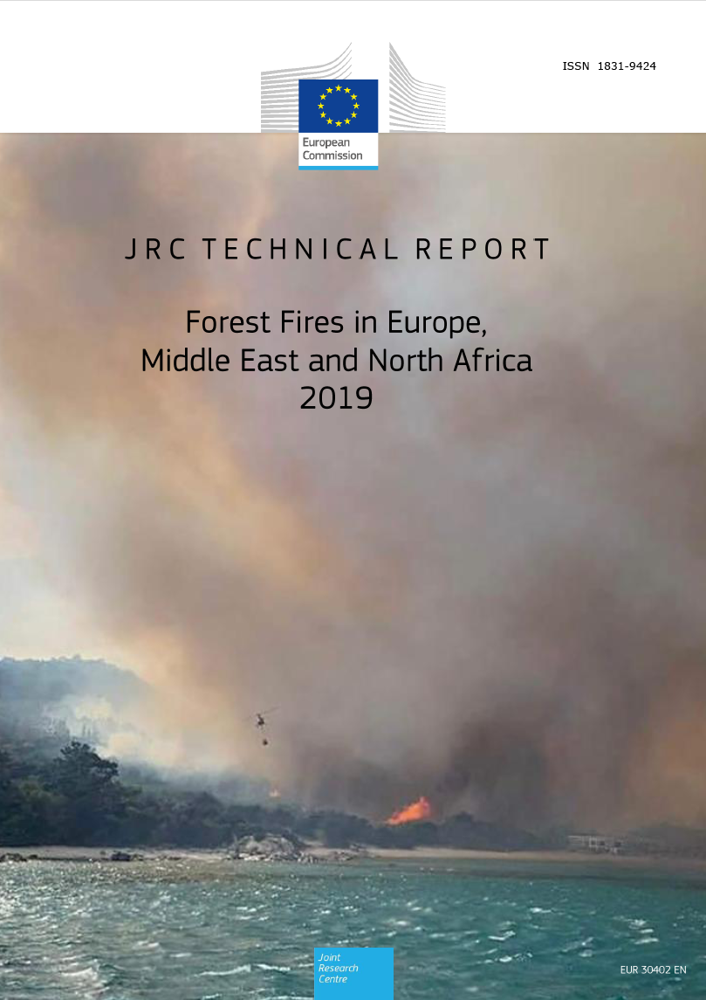 ISSN 1831-9424
European
Commission
JRC TECHNICAL REPORT
Forest Fires in Europe,
Middle East and North Africa
2019
Joint
Research
Centre
EUR 30402 EN